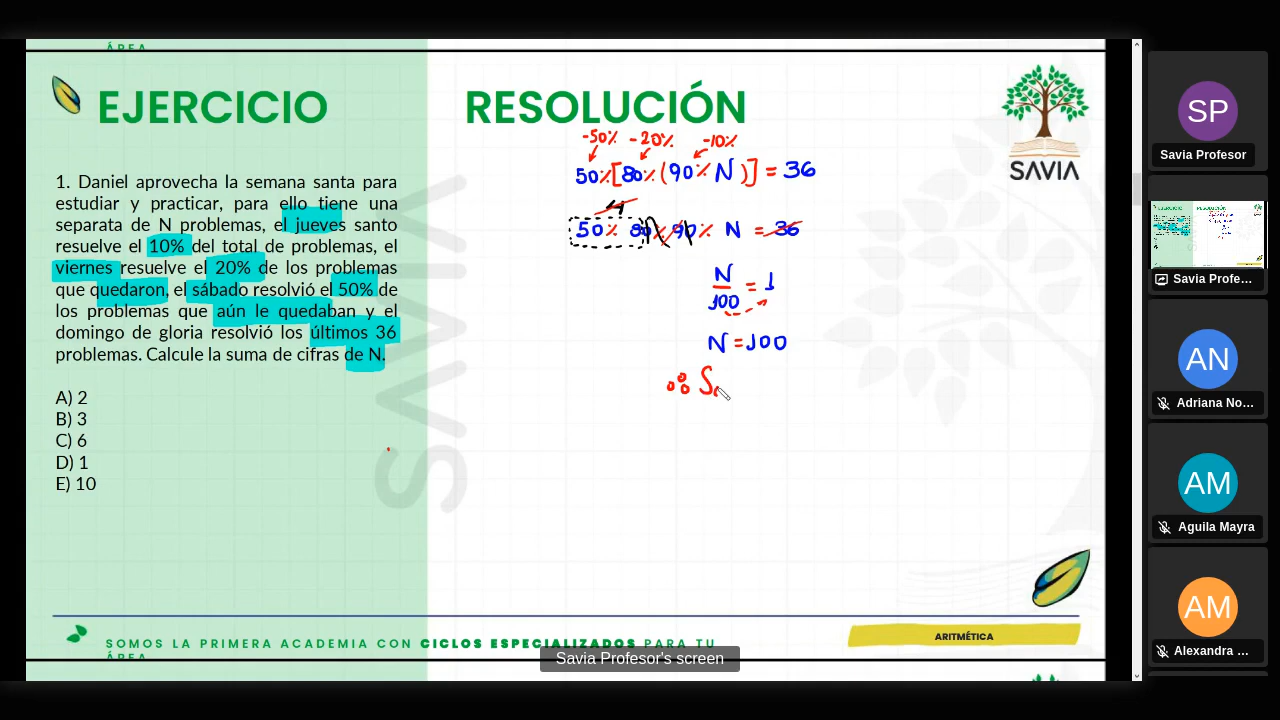 ÁREA
EJERCICIO
1. Daniel aprovecha la semana santa para
estudiar y practicar, para ello tiene una
separata de N problemas, el jueves santo
resuelve el 10% del total de problemas, el
viernes resuelve el 20% de los problemas
que quedaron, el sábado resolvió el 50% de
los problemas que aún le quedaban y el
domingo de gloria resolvió los últimos 36
problemas. Calcule la suma de cifras de N.
A) 2
B) 3
C) 6
D) 1
E) 10
RESOLUCIÓN
-50% -20% -10%
50%[80%(90% N)] = 36
4
50% 80% 90% N = 36
N
100 = 1
N = 100
SAVIA
SAVIA
SOMOS LA PRIMERA ACADEMIA CON CICLOS ESPECIALIZADOS PARA TU
ÁREA
ARITMÉTICA
Savia Profesor's screen
SP
Savia Profesor
Savia Profe...
AN
Adriana No...
AM
Aguila Mayra
AM
Alexandra ...